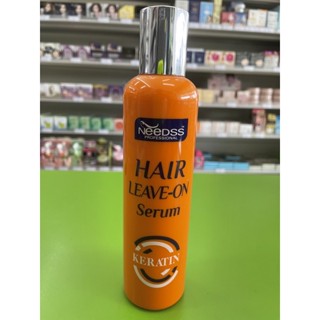 NeeDSS
PROFESSIONAL
HAIR
LEAVE-ON
Serum
KERATIN